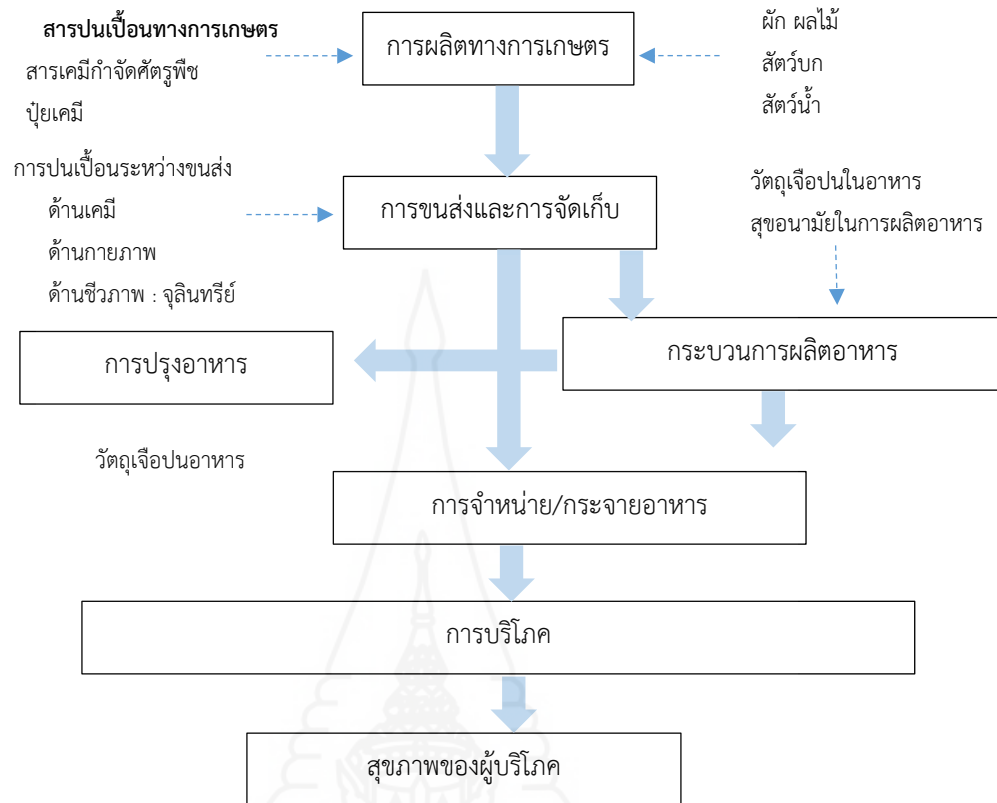 สารปนเปื้อนทางการเกษตร
สารเคมีกำจัดศัตรูพืช
ปุ๋ยเคมี
การผลิตทางการเกษตร
ผัก ผลไม้
สัตว์บก
สัตว์น้ำ
การปนเปื้อนระหว่างขนส่ง
ด้านเคมี
ด้านกายภาพ
ด้านชีวภาพ : จุลินทรีย์
การขนส่งและการจัดเก็บ
วัตถุเจือปนในอาหาร
สุขอนามัยในการผลิตอาหาร
การปรุงอาหาร
กระบวนการผลิตอาหาร
วัตถุเจือปนอาหาร
การจำหน่าย/กระจายอาหาร
การบริโภค
สุขภาพของผู้บริโภค